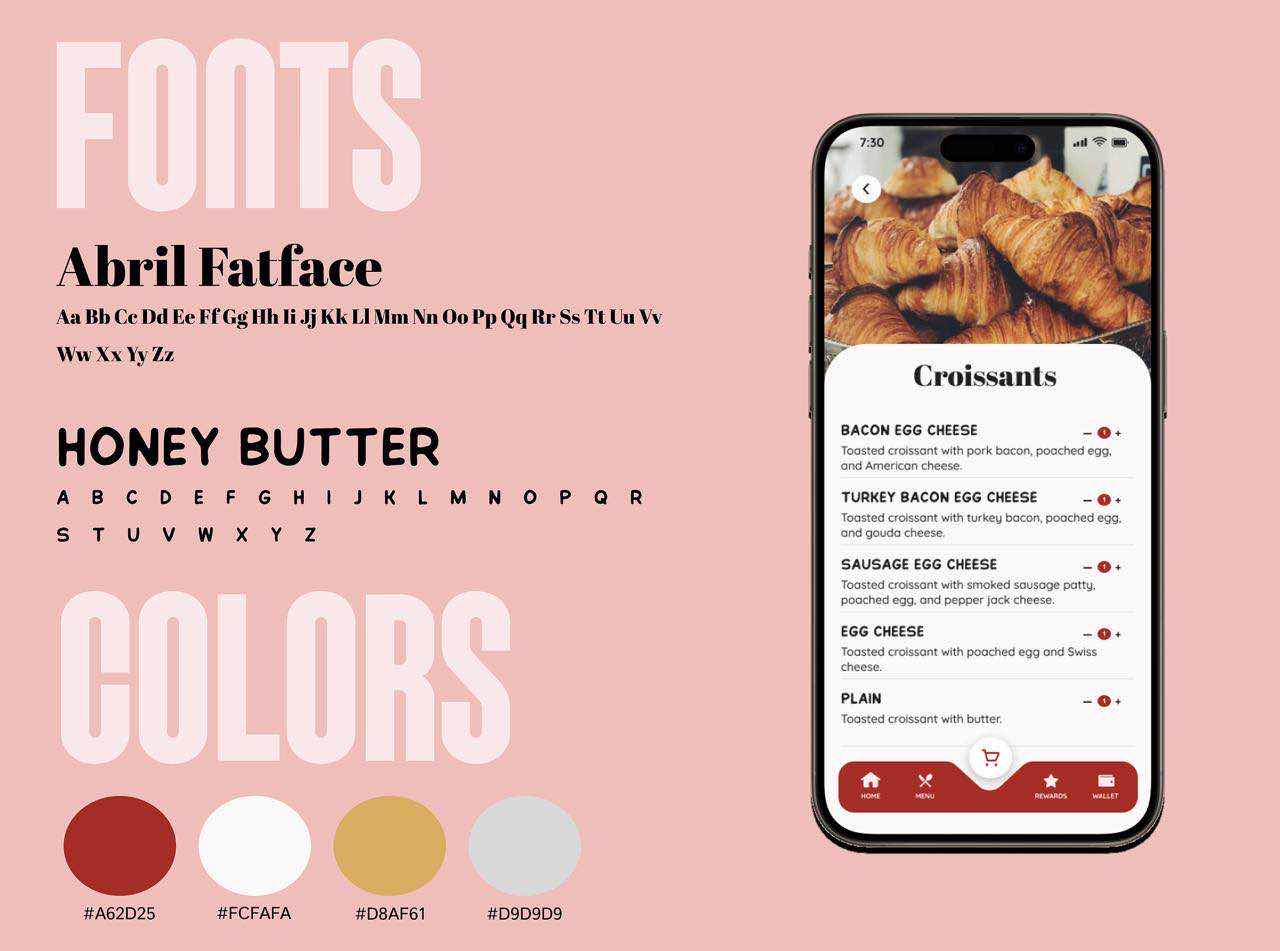 FONTS
Abril Fatface
Aa Bb Cc Dd Ee Ff Gg Hh Ii Jj Kk Ll Mm Nn Oo Pp Qq Rr Ss Tt Uu Vv
Ww Xx Yy Zz
HONEY BUTTER
A B C D E F G H I J K L M N O P Q R
S T U V W X Y Z
COLORS
#A62D25 #FCFAFA #D8AF61 #D9D9D9
7:30
Croissants
BACON EGG CHEESE — 1 +
Toasted croissant with pork bacon, poached egg,
and American cheese.
TURKEY BACON EGG CHEESE — 1 +
Toasted croissant with turkey bacon, poached egg,
and gouda cheese.
SAUSAGE EGG CHEESE — 1 +
Toasted croissant with smoked sausage patty,
poached egg, and pepper jack cheese.
EGG CHEESE — 1 +
Toasted croissant with poached egg and Swiss
cheese.
PLAIN — 1 +
Toasted croissant with butter.
HOME MENU REWARDS WALLET